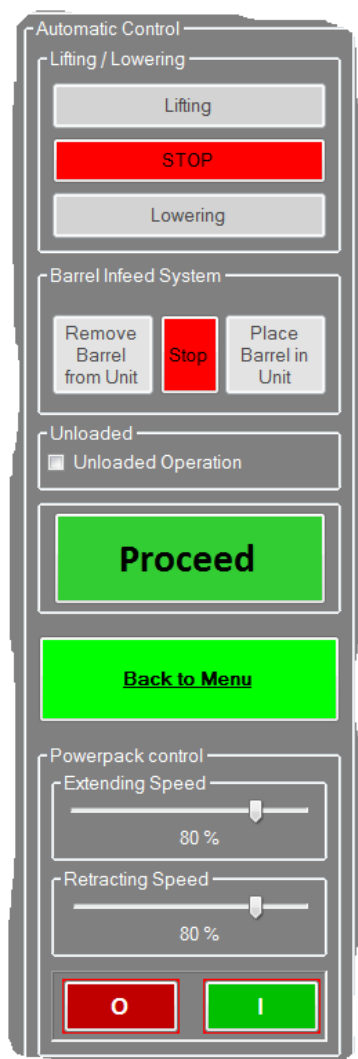 Automatic Control
Lifting / Lowering
Lifting
STOP
Lowering
Barrel Infeed System
Remove
Barrel
from Unit
Stop
Place
Barrel in
Unit
Unloaded
Unloaded Operation
Proceed
Back to Menu
Powerpack control
Extending Speed
80 %
Retracting Speed
80 %
O
I